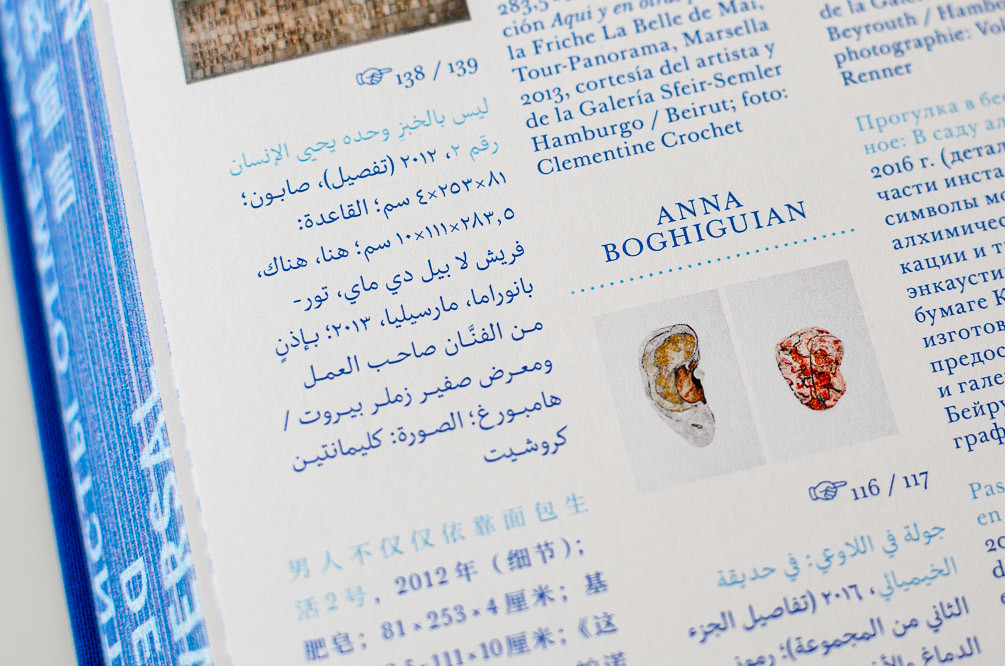 138 / 139
ليس بالخبزِ وحده يحيى الإنسان
رقم ٢، ٢٠١٢ (تفصيل)، صابون؛
٨١×٢٥٣×٤ سم؛ القاعدة:
٢٨٣,٥×١١١×١٠ سم؛ هنا، هناك،
فريش لا بيل دي ماي، تور-
بانوراما، مارسيليا، ٢٠١٣؛ بإذنٍ
من الفنَّان صاحب العمل
ومعرض صفير زملر بيروت /
هامبورغ؛ الصورة: كليمانتين
كروشيت
男人不仅仅依靠面包生
活2号, 2012年（细节）;
肥皂; 81×253×4厘米; 基
5×111×10厘米;《这
283.5
ción Aquí y en otras
la Friche La Belle de Mai,
Tour-Panorama, Marsella
2013, cortesía del artista y
de la Galería Sfeir-Semler
Hamburgo / Beirut; foto:
Clementine Crochet
ANNA
BOGHIGUIAN
116 / 117
جولة في اللاوعي: في حديقة
الخيميائي، ٢٠١٦ (تفاصيل الجزء
الثاني من المجموعة)؛ رموز
de la Galerie
Beyrouth / Hamb
photographie: Vo
Renner
Прогулка в бе
ное: В саду ал
2016 г. (детал
части инста
символы мо
алхимичес
кации и т
энкаусти
бумаге К
изготов
предос
и гале
Бейру
граф
Pas
en
20